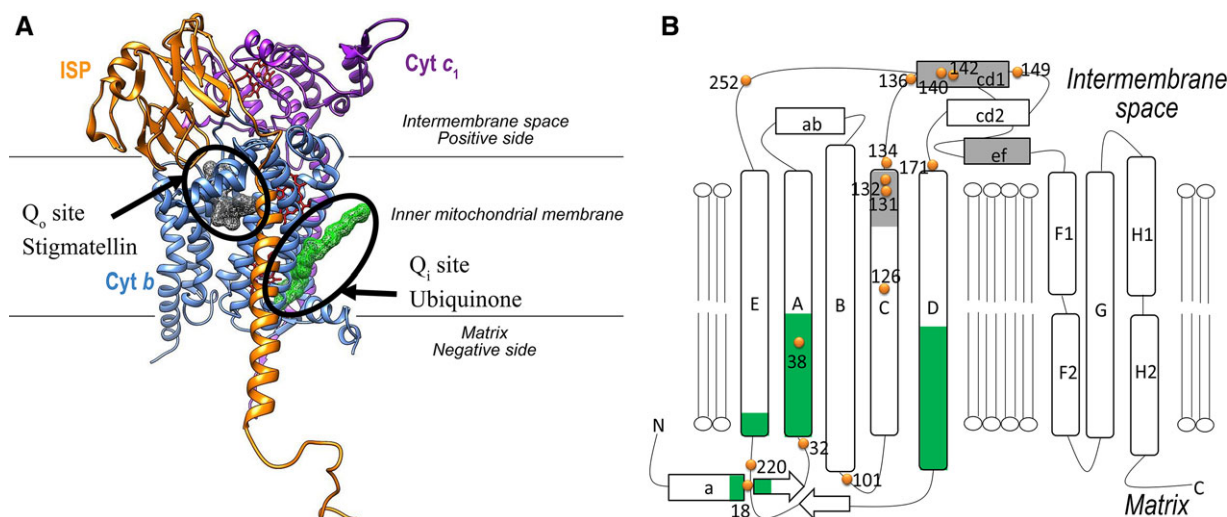 A
ISP
Cyt c1
Intermembrane space
Positive side
Qo site
Stigmatellin
Inner mitochondrial membrane
Cyt b
Qi site
Ubiquinone
Matrix
Negative side
B
252
136
140
142
cd1
149
Intermembrane
space
ab
cd2
134
171
ef
132
131
126
E
A
B
C
D
F1
G
H1
38
F2
H2
N
32
220
101
a
18
C
Matrix